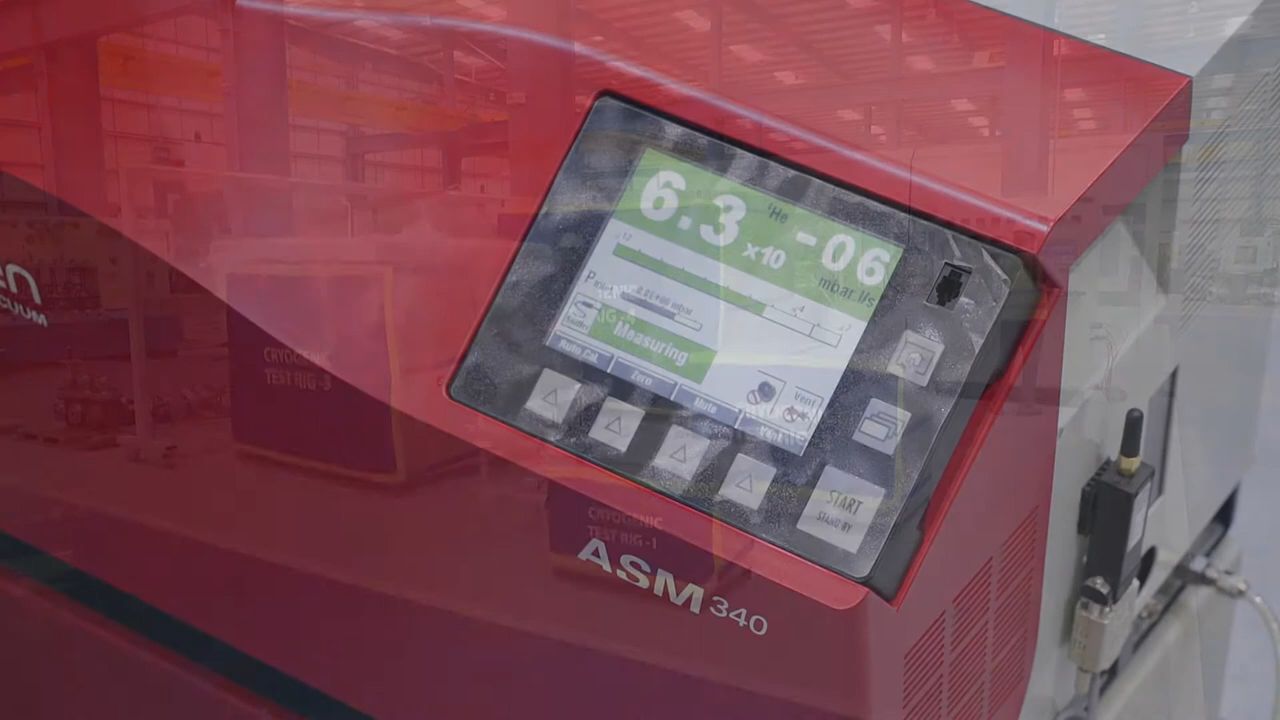 6.3 x10 -06
⁴He
mbar.l/s
-12
Measuring
Auto Cal.
Zero
Mute
Vent
START
STAND BY
ASM 340
CRYOGENIC
TEST RIG -3
CRYOGENIC
TEST RIG -1